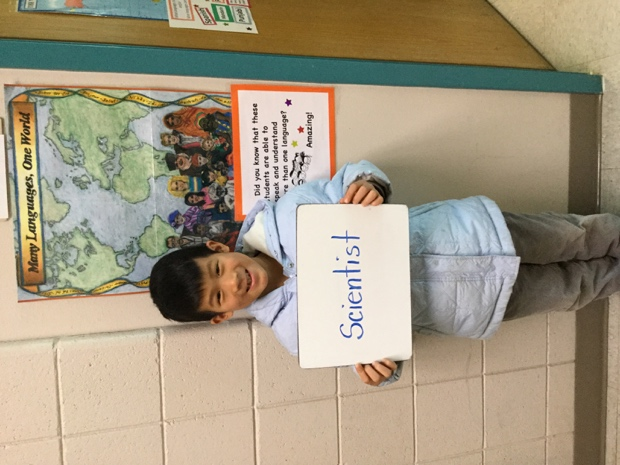 Many Languages, One World
Did you know that these
students are able to
speak and understand
more than one language?
Amazing!
Scientist